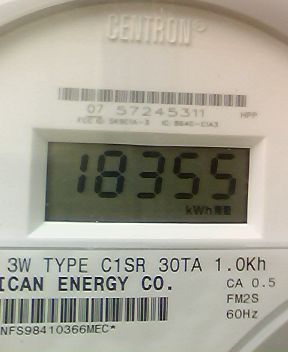 CENTRON®
07 57245311 HPP
18355
kWh
3W TYPE C1SR 30TA 1.0Kh
ICAN ENERGY CO. CA 0.5
FM2S
NFS98410366MEC* 60Hz